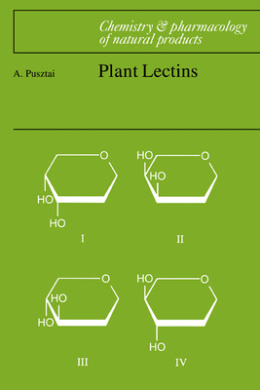 Chemistry & pharmacology
of natural products
A. Pusztai Plant Lectins
O
HO
HO
I
HO O
HO
II
O
HO
HO
III
HO O
HO
IV